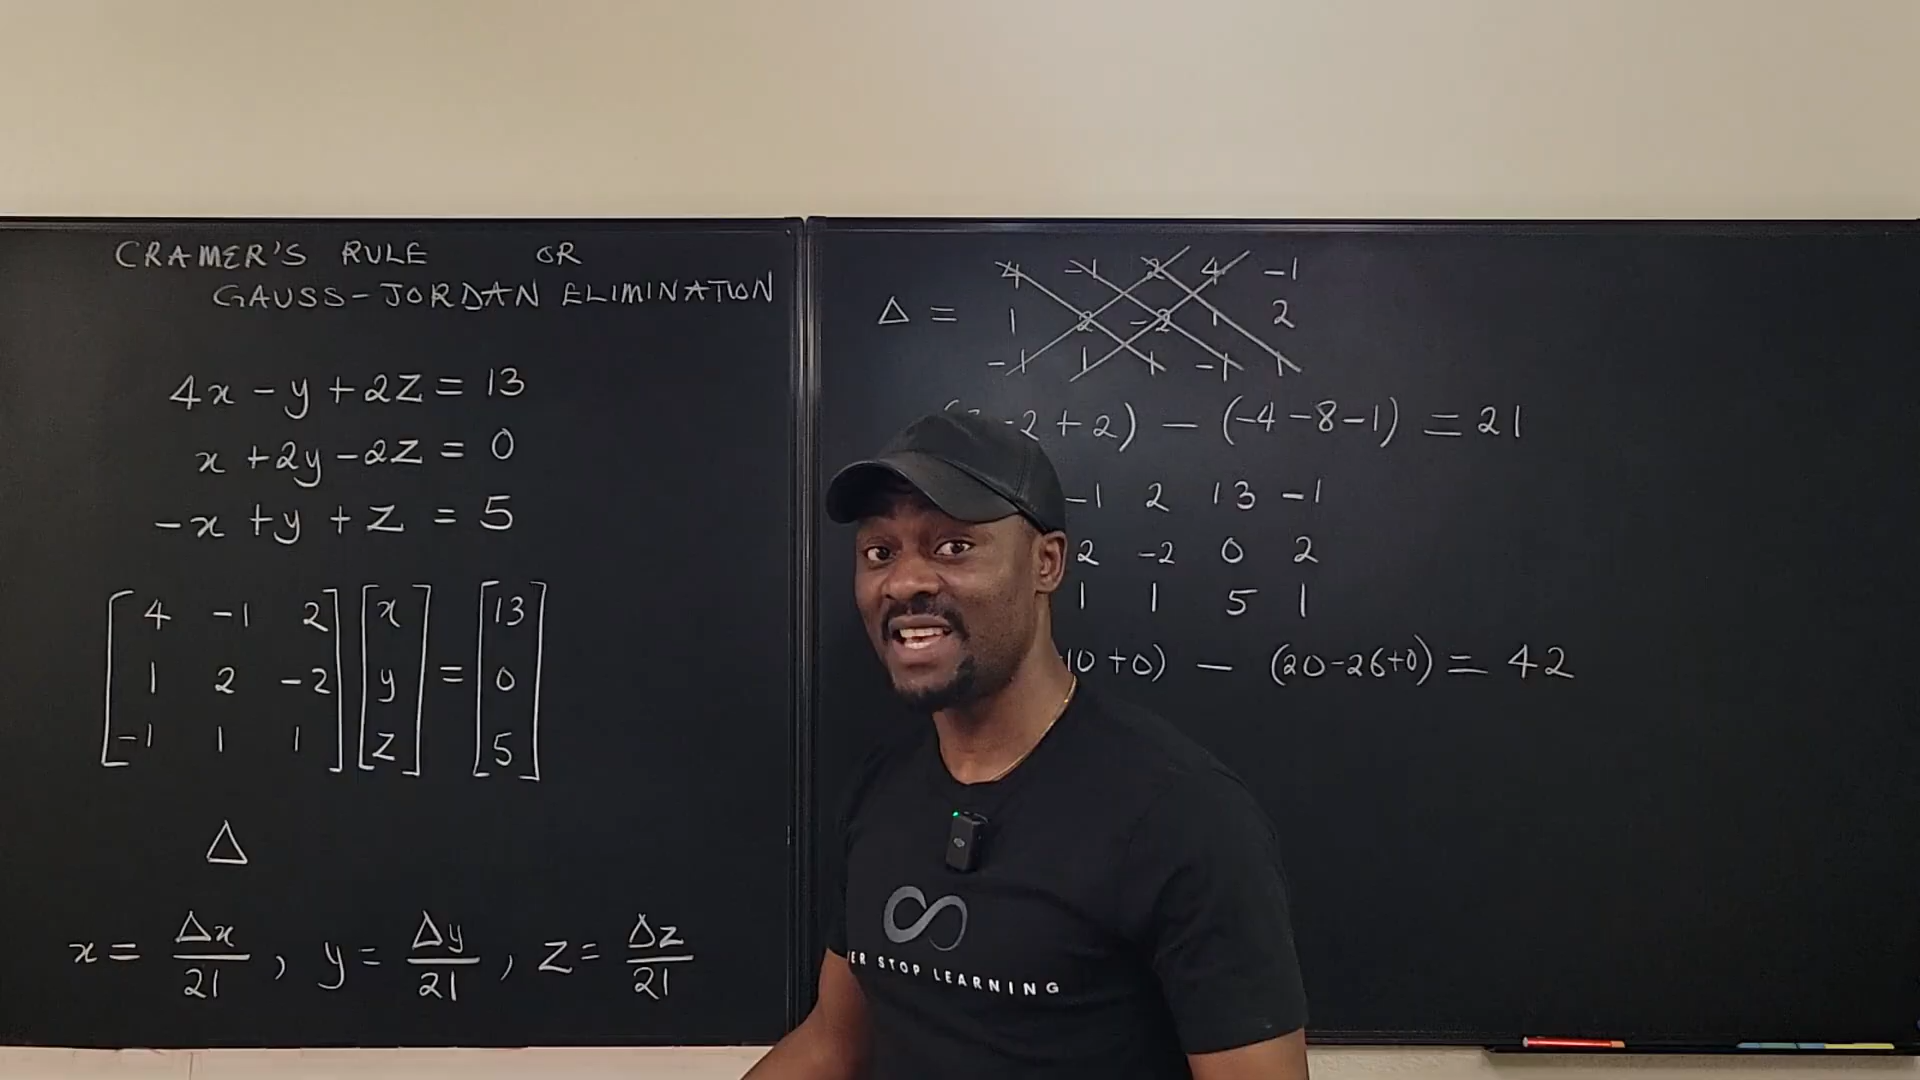 CRAMER'S RULE OR
GAUSS-JORDAN ELIMINATION
4x - y + 2z = 13
x + 2y - 2z = 0
-x + y + z = 5
4 -1 2 x 13
1 2 -2 y = 0
-1 1 1 z 5
Δ
x = Δx/21, y = Δy/21, z = Δz/21
4 -1 2 4 -1
Δ = 1 2 -2 1 2
-1 1 1 -1 1
-2 + 2) - (-4 - 8 - 1) = 21
-1 2 13 -1
2 -2 0 2
1 1 5 1
10 + 0) - (20 - 26 + 0) = 42
ER STOP LEARNING